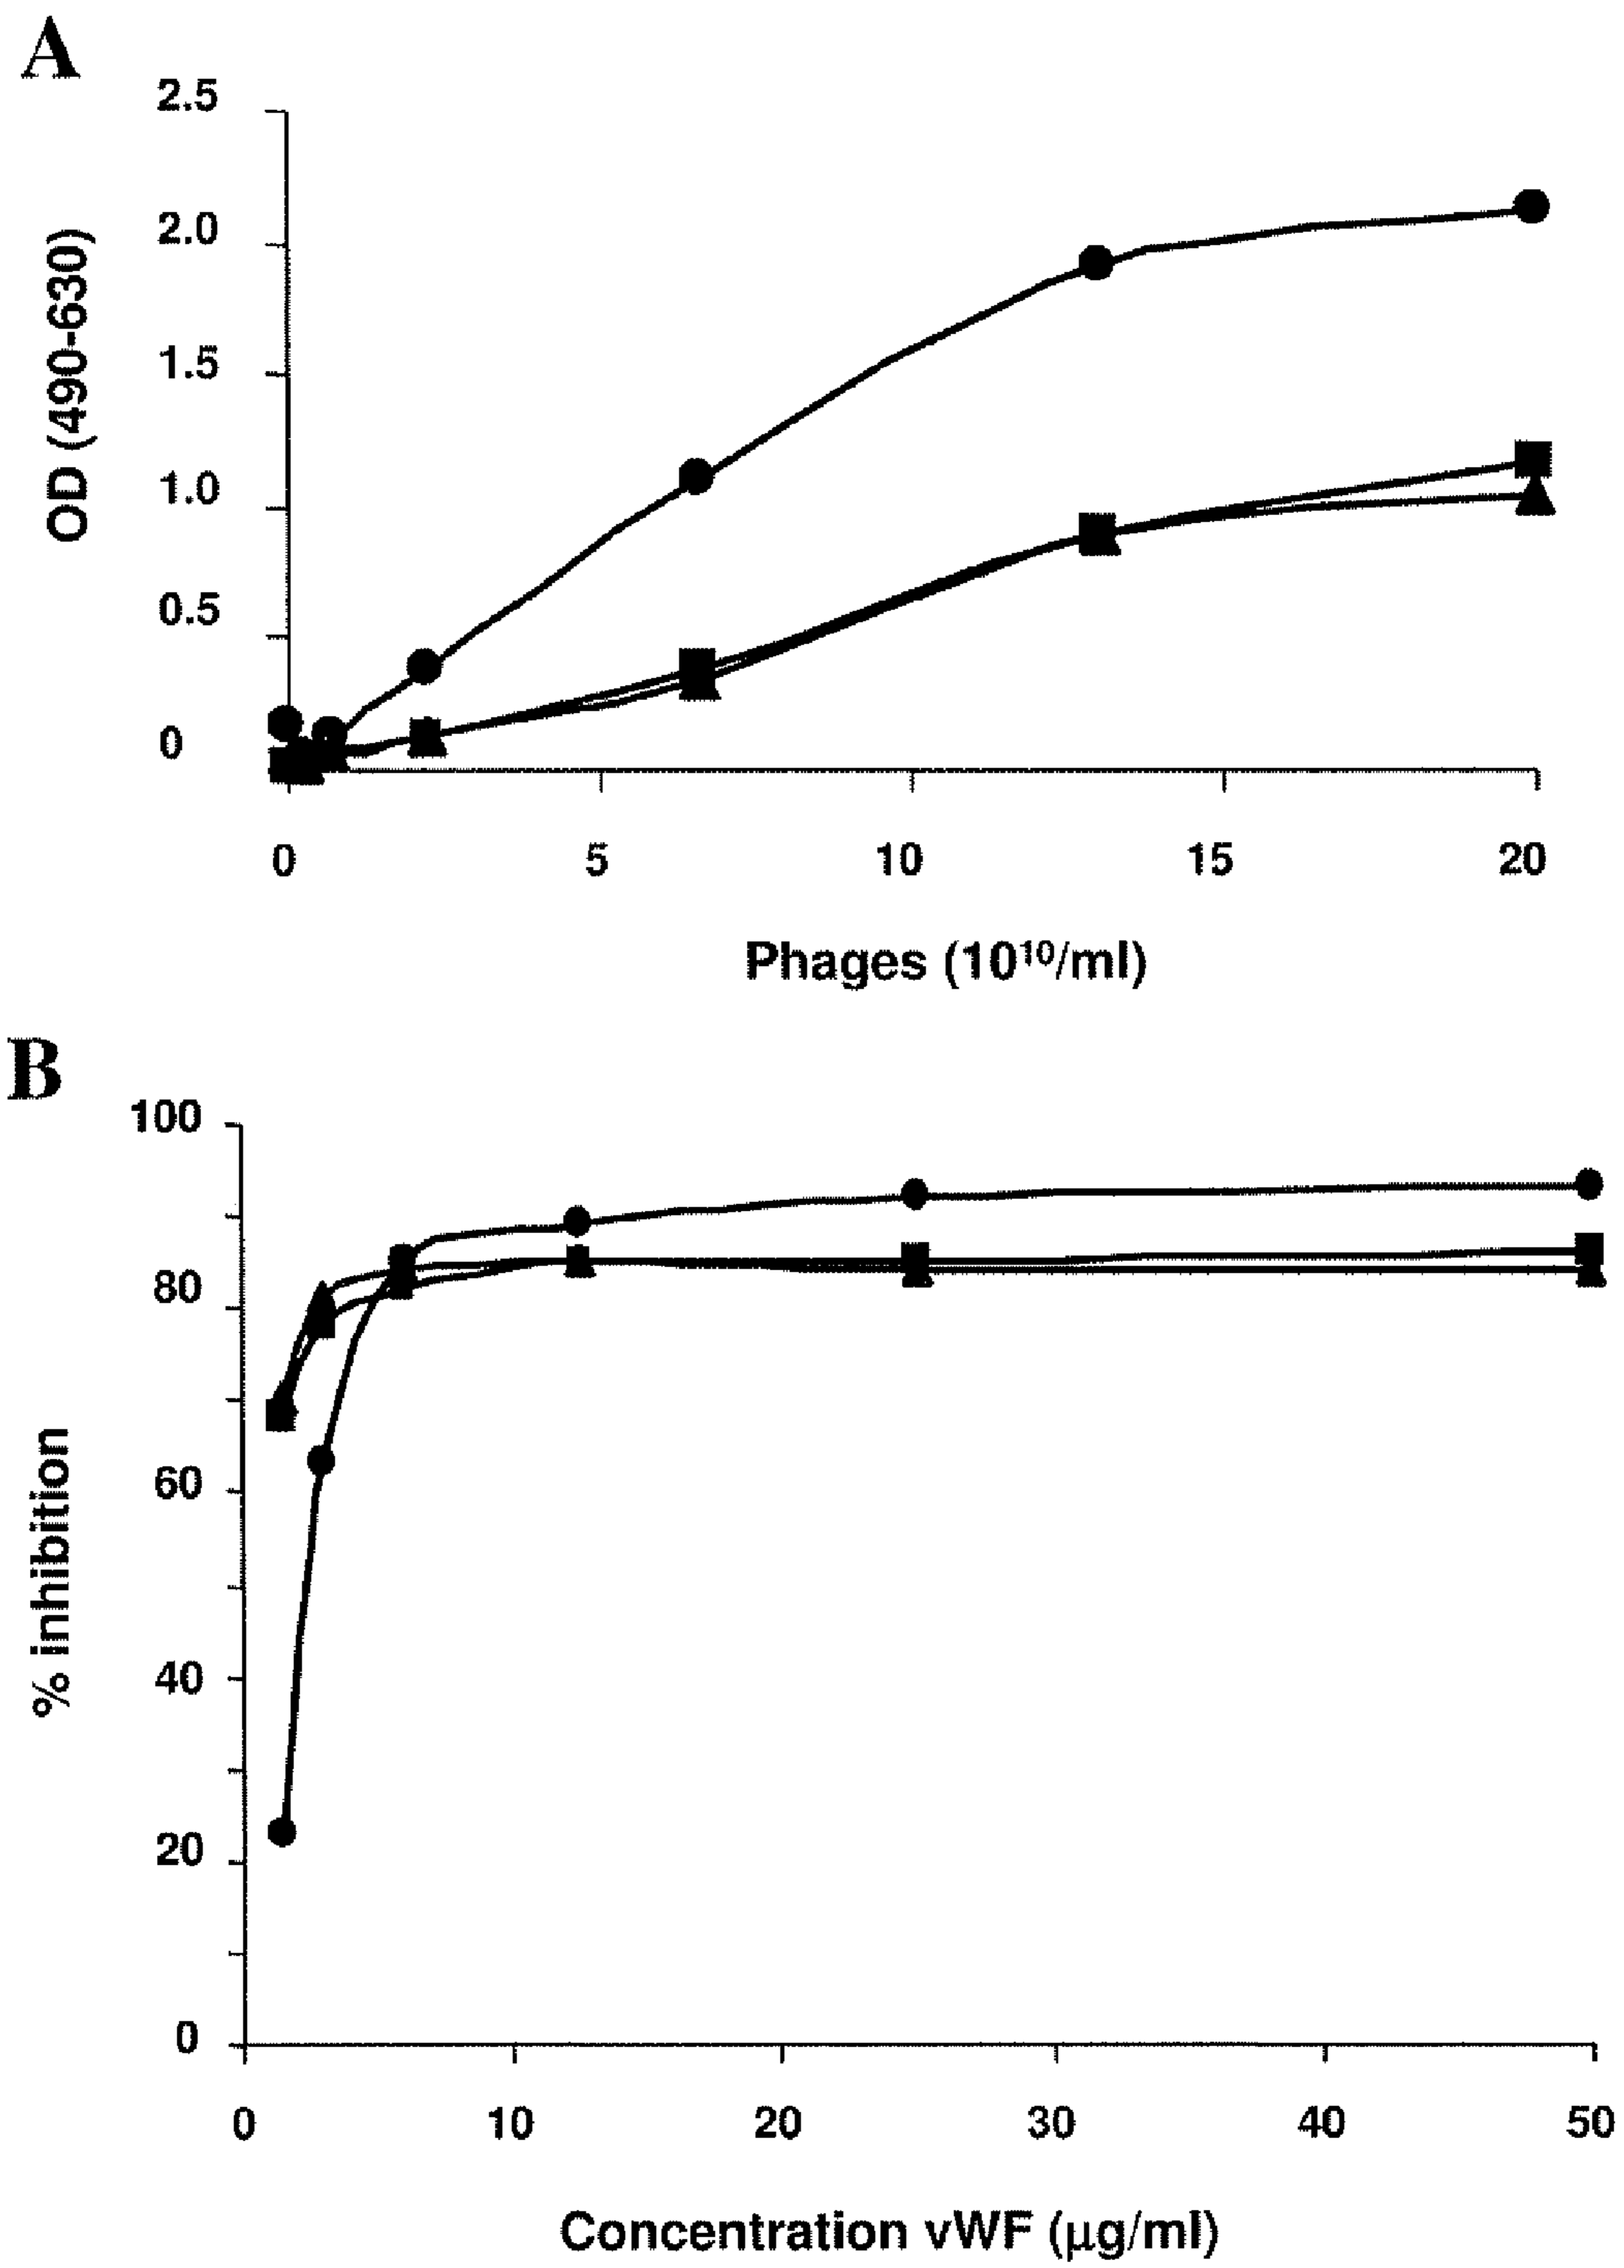 A
2.5
2.0
1.5
1.0
0.5
0
OD (490-630)
0 5 10 15 20
Phages (10¹⁰/ml)
B
100
80
60
40
20
0
% inhibition
0 10 20 30 40 50
Concentration vWF (µg/ml)